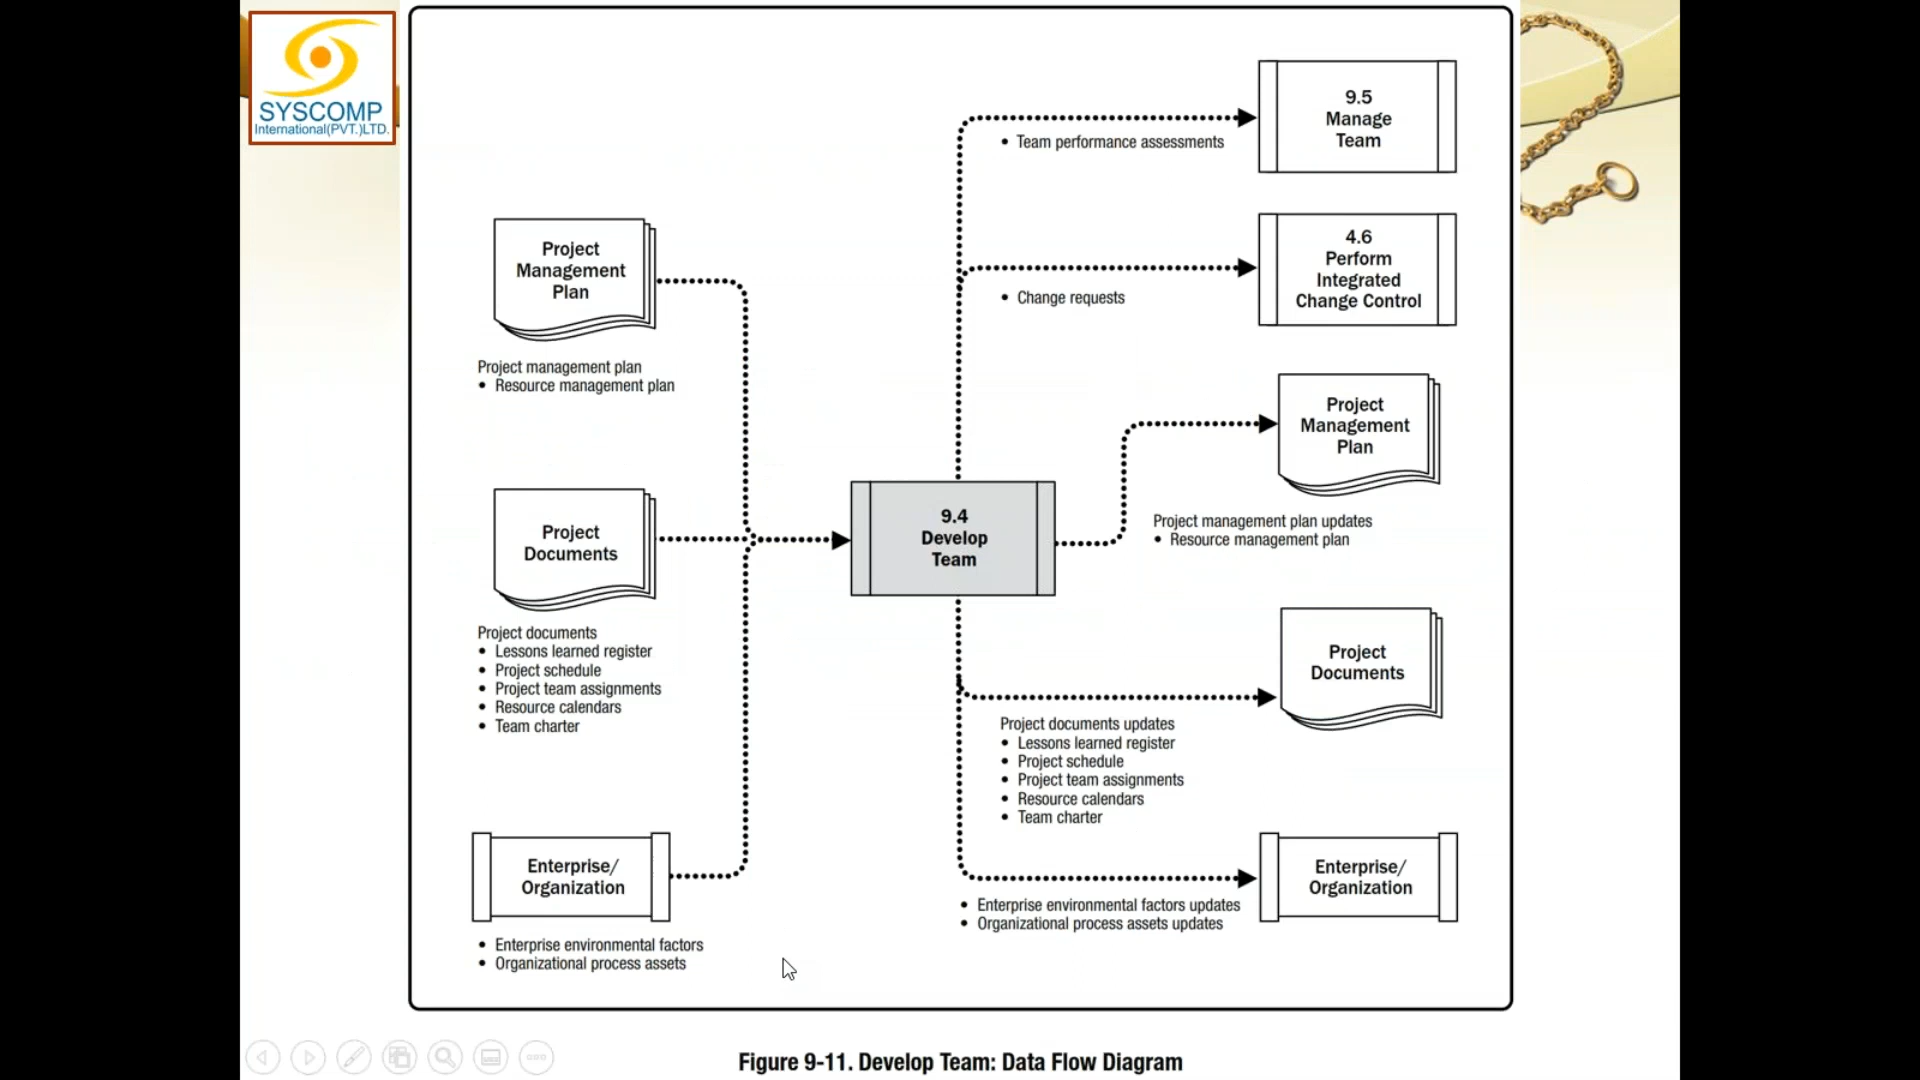 SYSCOMP
International(PVT.)LTD.
Project
Management
Plan
Project management plan
• Resource management plan
Project
Documents
Project documents
• Lessons learned register
• Project schedule
• Project team assignments
• Resource calendars
• Team charter
Enterprise/
Organization
• Enterprise environmental factors
• Organizational process assets
9.4
Develop
Team
• Team performance assessments
9.5
Manage
Team
• Change requests
4.6
Perform
Integrated
Change Control
Project
Management
Plan
Project management plan updates
• Resource management plan
Project
Documents
Project documents updates
• Lessons learned register
• Project schedule
• Project team assignments
• Resource calendars
• Team charter
Enterprise/
Organization
• Enterprise environmental factors updates
• Organizational process assets updates
Figure 9-11. Develop Team: Data Flow Diagram